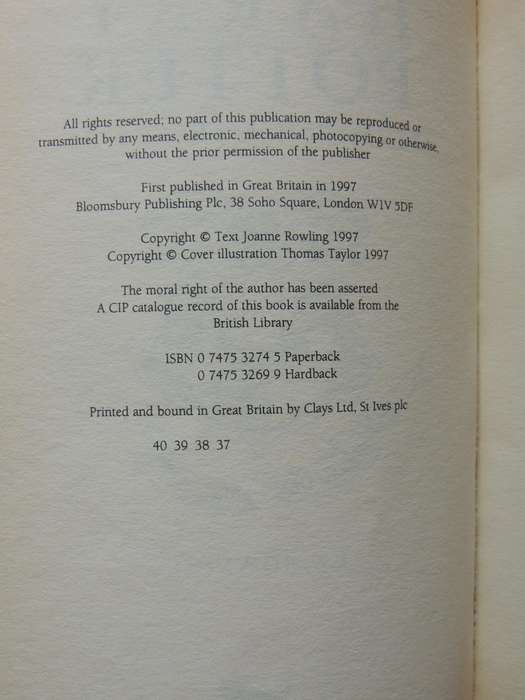 All rights reserved; no part of this publication may be reproduced or
transmitted by any means, electronic, mechanical, photocopying or otherwise,
without the prior permission of the publisher
First published in Great Britain in 1997
Bloomsbury Publishing Plc, 38 Soho Square, London W1V 5DF
Copyright © Text Joanne Rowling 1997
Copyright © Cover illustration Thomas Taylor 1997
The moral right of the author has been asserted
A CIP catalogue record of this book is available from the
British Library
ISBN 0 7475 3274 5 Paperback
0 7475 3269 9 Hardback
Printed and bound in Great Britain by Clays Ltd, St Ives plc
40 39 38 37